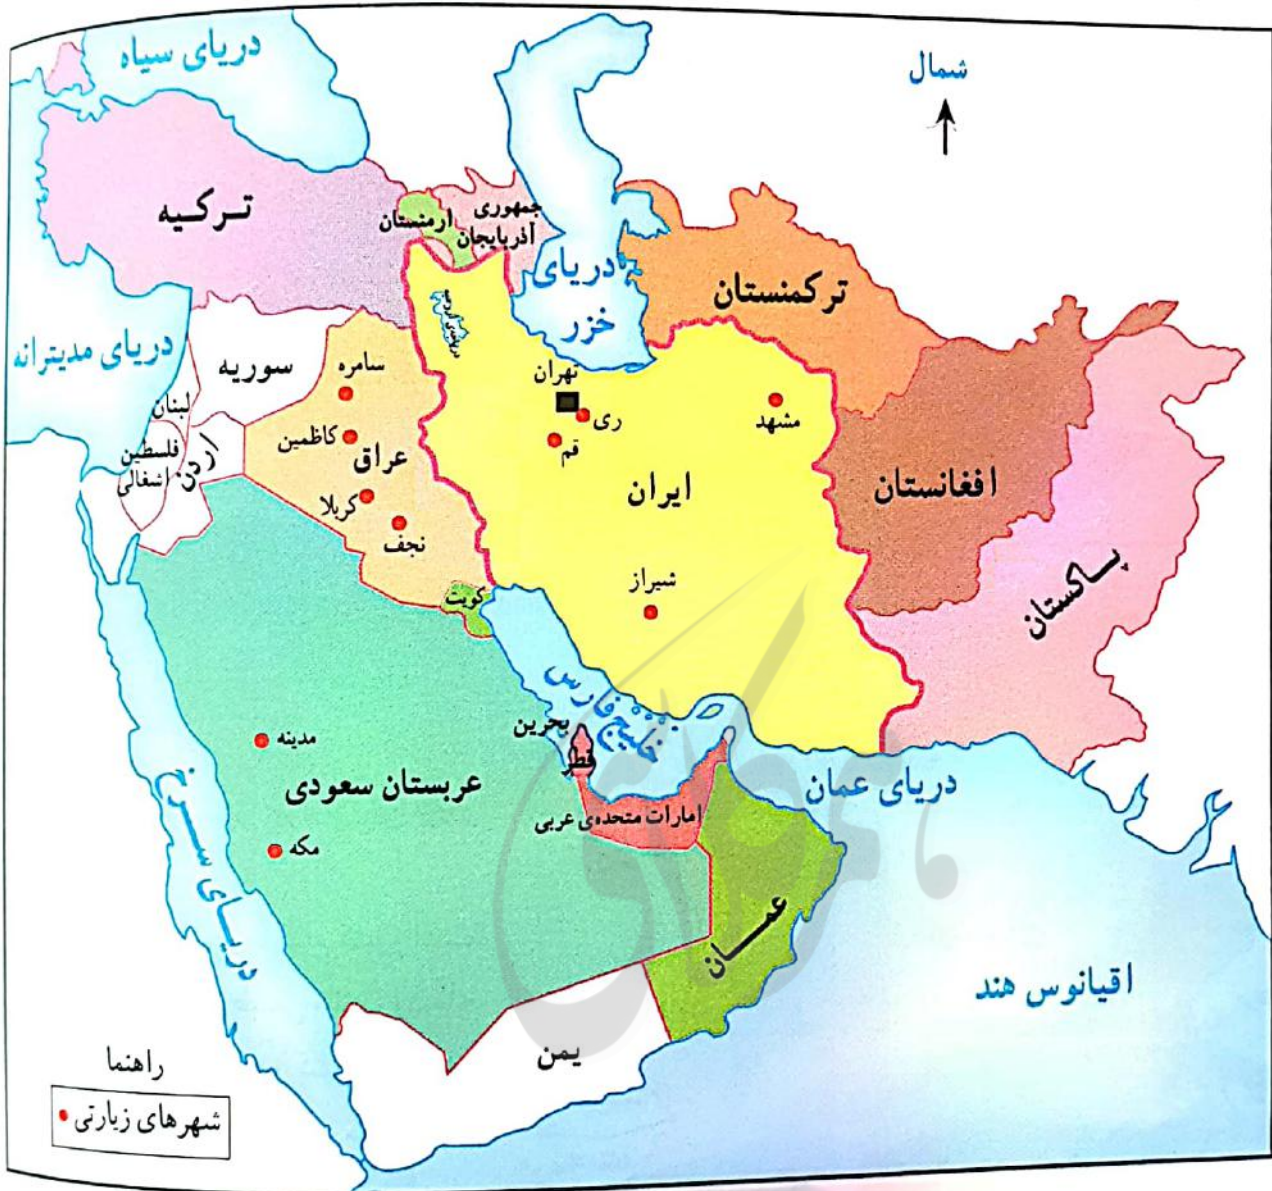 دریای سیاه
شمال
ترکیه
ارمنستان
جمهوری
آذربایجان
دریای
خزر
ترکمنستان
دریاچه‌ی ارومیه
دریای مدیترانه
سوریه
سامره
تهران
ری
قم
مشهد
لبنان
فلسطین
اشغالی
اردن
کاظمین
عراق
کربلا
نجف
ایران
افغانستان
پاکستان
شیراز
کویت
خلیج فارس
بحرین
قطر
مدینه
عربستان سعودی
امارات متحده‌ی عربی
دریای عمان
مکه
دریای سرخ
عمان
اقیانوس هند
یمن
راهنما
شهرهای زیارتی